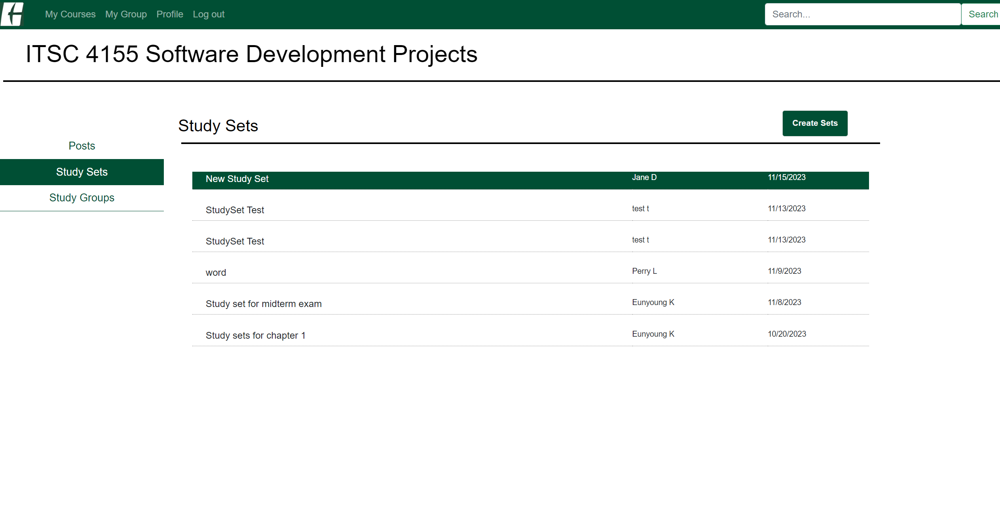 My Courses My Group Profile Log out Search... Search
ITSC 4155 Software Development Projects
Study Sets Create Sets
Posts
Study Sets
Study Groups
New Study Set Jane D 11/15/2023
StudySet Test test t 11/13/2023
StudySet Test test t 11/13/2023
word Perry L 11/9/2023
Study set for midterm exam Eunyoung K 11/8/2023
Study sets for chapter 1 Eunyoung K 10/20/2023